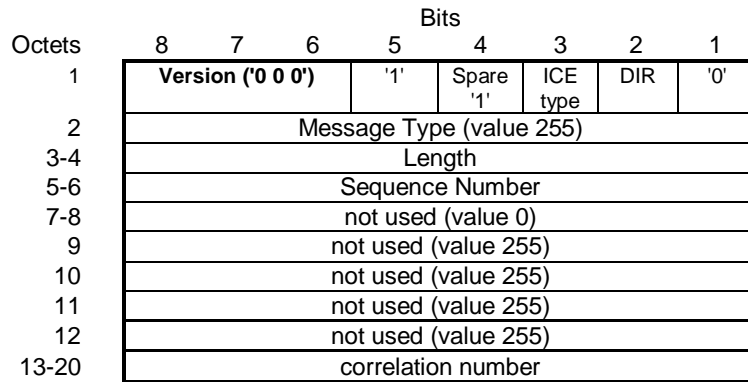 Bits
Octets 8 7 6 5 4 3 2 1
1 Version ('0 0 0') '1' Spare '1' ICE type DIR '0'
2 Message Type (value 255)
3-4 Length
5-6 Sequence Number
7-8 not used (value 0)
9 not used (value 255)
10 not used (value 255)
11 not used (value 255)
12 not used (value 255)
13-20 correlation number